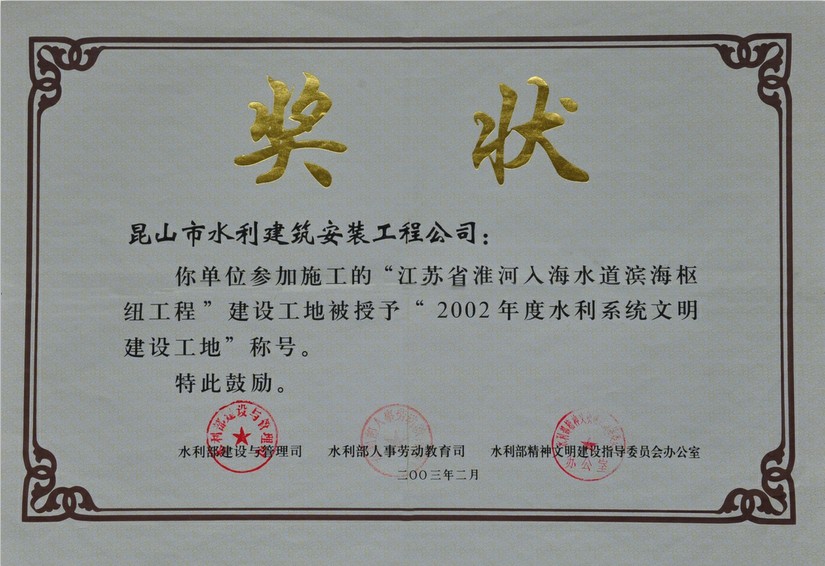 奖状
昆山市水利建筑安装工程公司：
你单位参加施工的“江苏省淮河入海水道滨海枢
纽工程”建设工地被授予“2002年度水利系统文明
建设工地”称号。
特此鼓励。
水利部建设与管理司 水利部人事劳动教育司 水利部精神文明建设指导委员会办公室
二〇〇三年二月